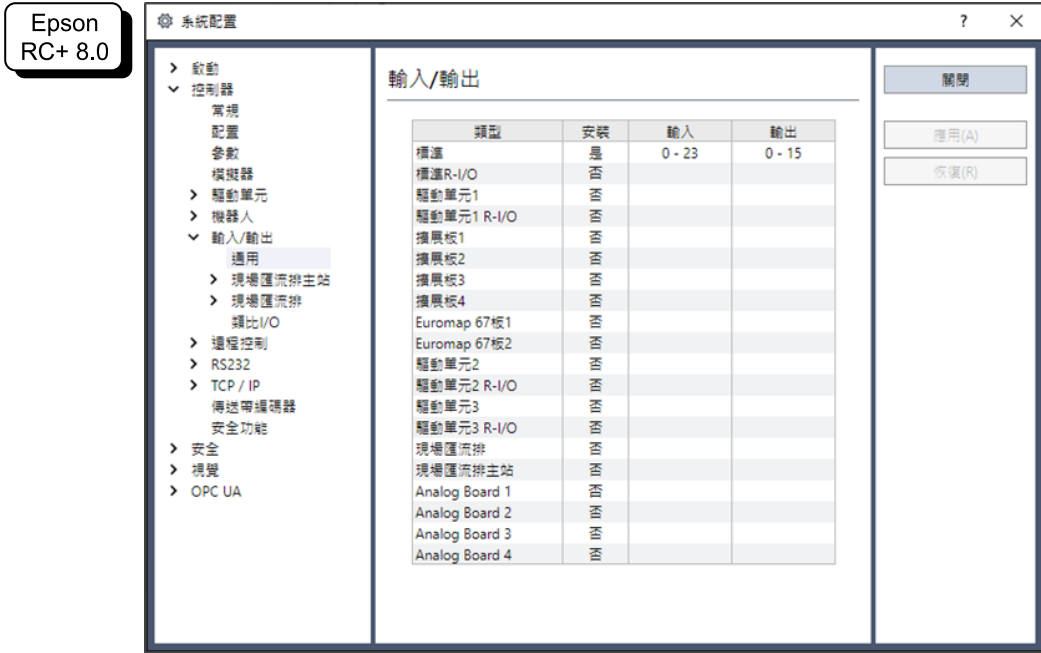 Epson
RC+ 8.0
系統配置
? ×
啟動
控制器
常規
配置
參數
模擬器
驅動單元
機器人
輸入/輸出
通用
現場匯流排主站
現場匯流排
類比I/O
遠程控制
RS232
TCP / IP
傳送帶編碼器
安全功能
安全
視覺
OPC UA
輸入/輸出
類型 安裝 輸入 輸出
標準 是 0 - 23 0 - 15
標準R-I/O 否
驅動單元1 否
驅動單元1 R-I/O 否
擴展板1 否
擴展板2 否
擴展板3 否
擴展板4 否
Euromap 67板1 否
Euromap 67板2 否
驅動單元2 否
驅動單元2 R-I/O 否
驅動單元3 否
驅動單元3 R-I/O 否
現場匯流排 否
現場匯流排主站 否
Analog Board 1 否
Analog Board 2 否
Analog Board 3 否
Analog Board 4 否
關閉
應用(A)
恢復(R)